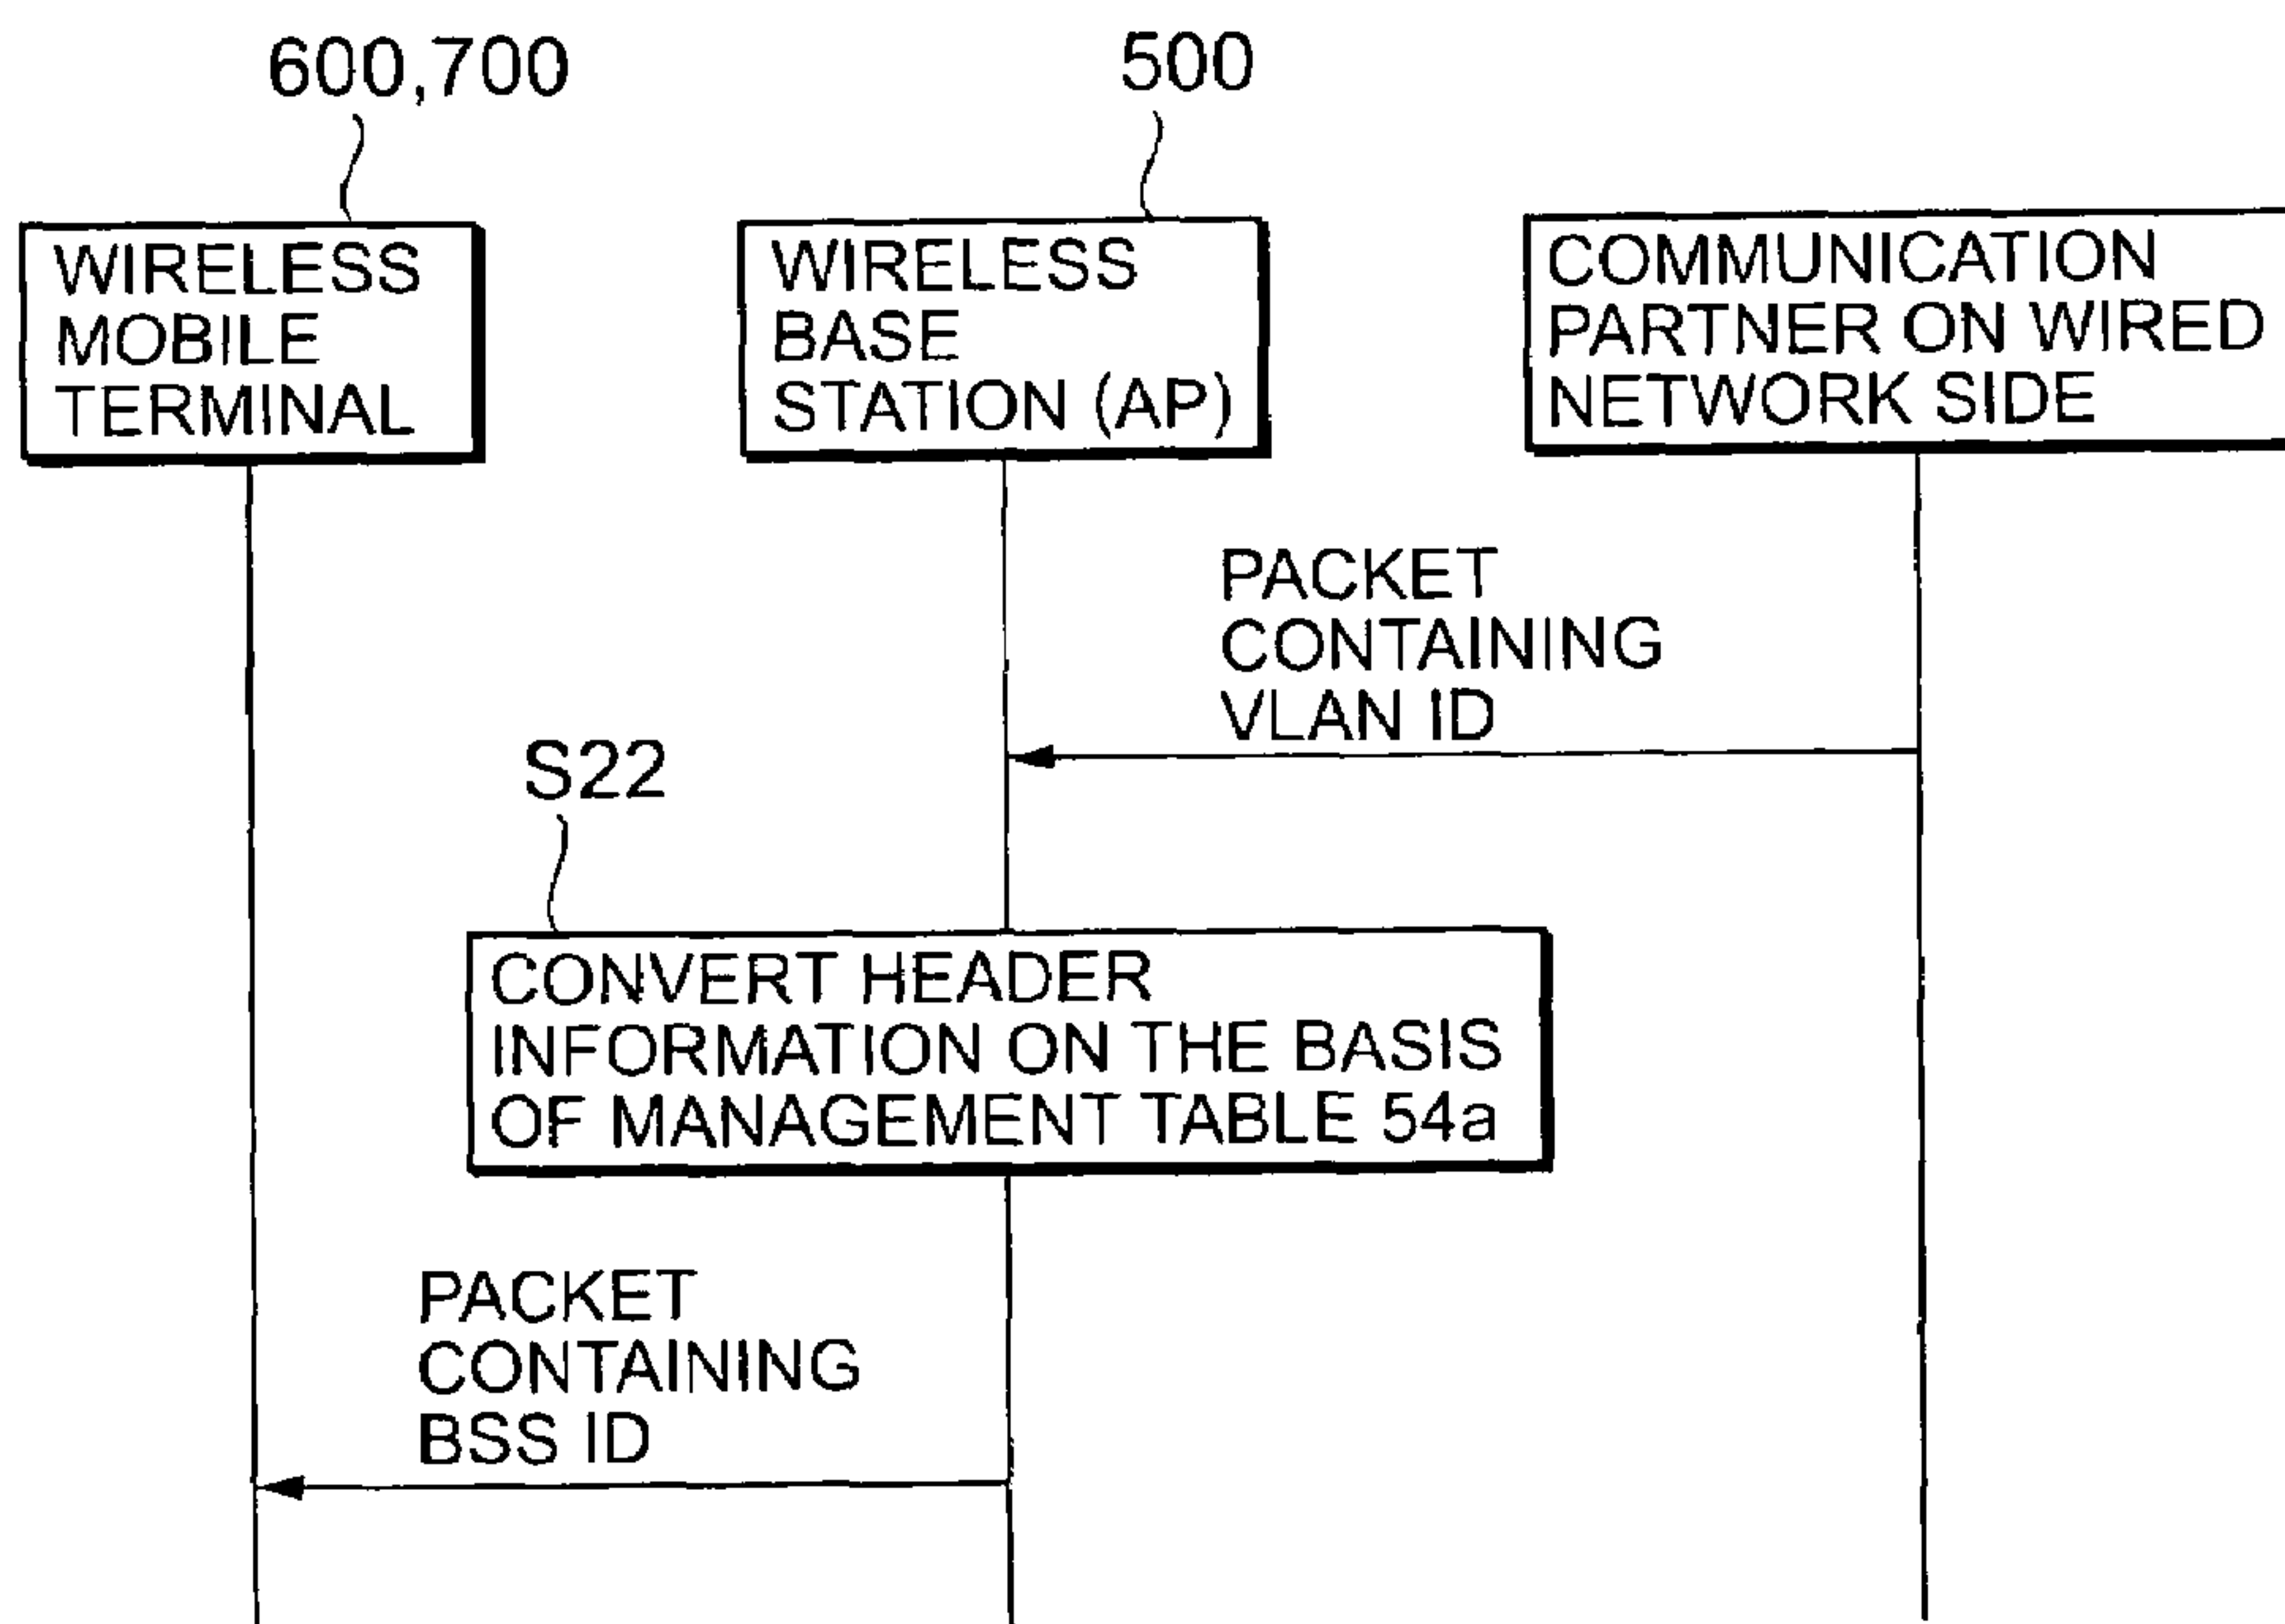 600,700
500
WIRELESS
MOBILE
TERMINAL
WIRELESS
BASE
STATION (AP)
COMMUNICATION
PARTNER ON WIRED
NETWORK SIDE
PACKET
CONTAINING
VLAN ID
S22
CONVERT HEADER
INFORMATION ON THE BASIS
OF MANAGEMENT TABLE 54a
PACKET
CONTAINING
BSS ID